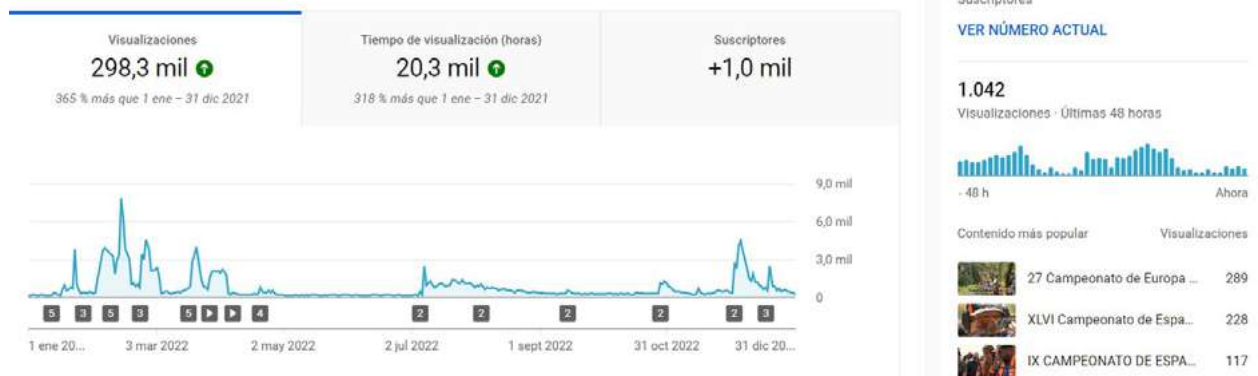 Visualizaciones
298,3 mil
365 % más que 1 ene – 31 dic 2021
Tiempo de visualización (horas)
20,3 mil
318 % más que 1 ene – 31 dic 2021
Suscriptores
+1,0 mil
9,0 mil
6,0 mil
3,0 mil
0
5 3 5 3 5 4 2 2 2 2 2 3
1 ene 20... 3 mar 2022 2 may 2022 2 jul 2022 1 sept 2022 31 oct 2022 31 dic 20...
Suscriptores
VER NÚMERO ACTUAL
1.042
Visualizaciones · Últimas 48 horas
- 48 h Ahora
Contenido más popular Visualizaciones
27 Campeonato de Europa ... 289
XLVI Campeonato de Espa... 228
IX CAMPEONATO DE ESPA... 117